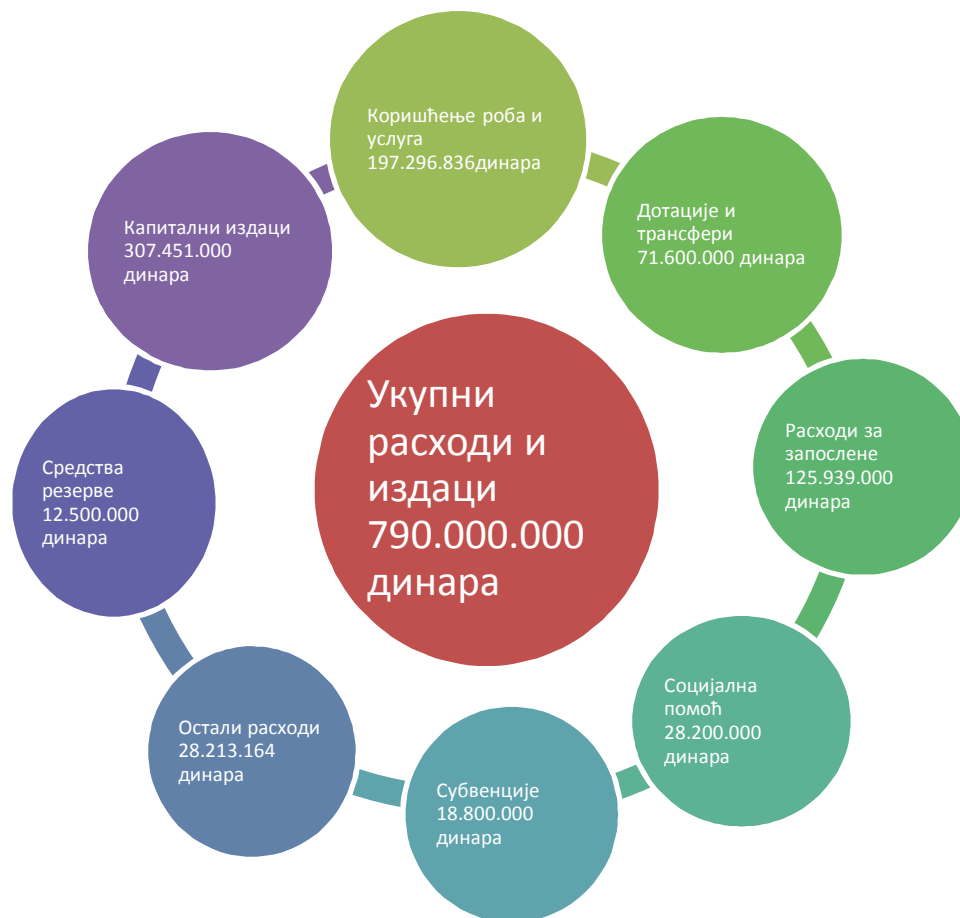 Коришћење роба и
услуга
197.296.836динара
Дотације и
трансфери
71.600.000 динара
Расходи за
запослене
125.939.000
динара
Социјална
помоћ
28.200.000
динара
Субвенције
18.800.000
динара
Остали расходи
28.213.164
динара
Средства
резерве
12.500.000
динара
Капитални издаци
307.451.000
динара
Укупни
расходи и
издаци
790.000.000
динара